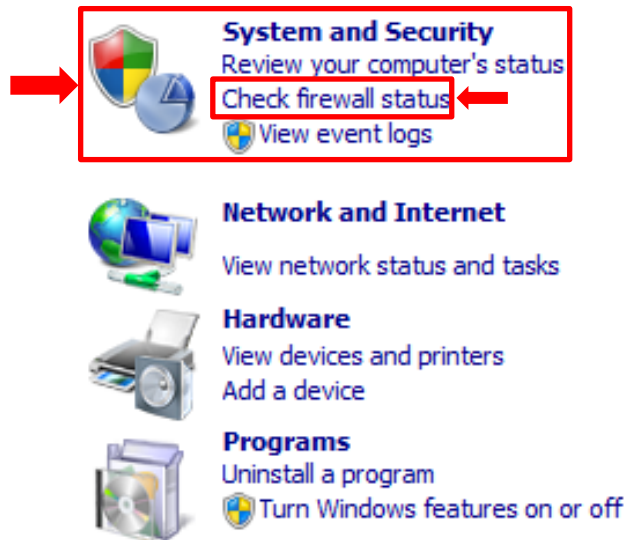 System and Security
Review your computer's status
Check firewall status
View event logs
Network and Internet
View network status and tasks
Hardware
View devices and printers
Add a device
Programs
Uninstall a program
Turn Windows features on or off